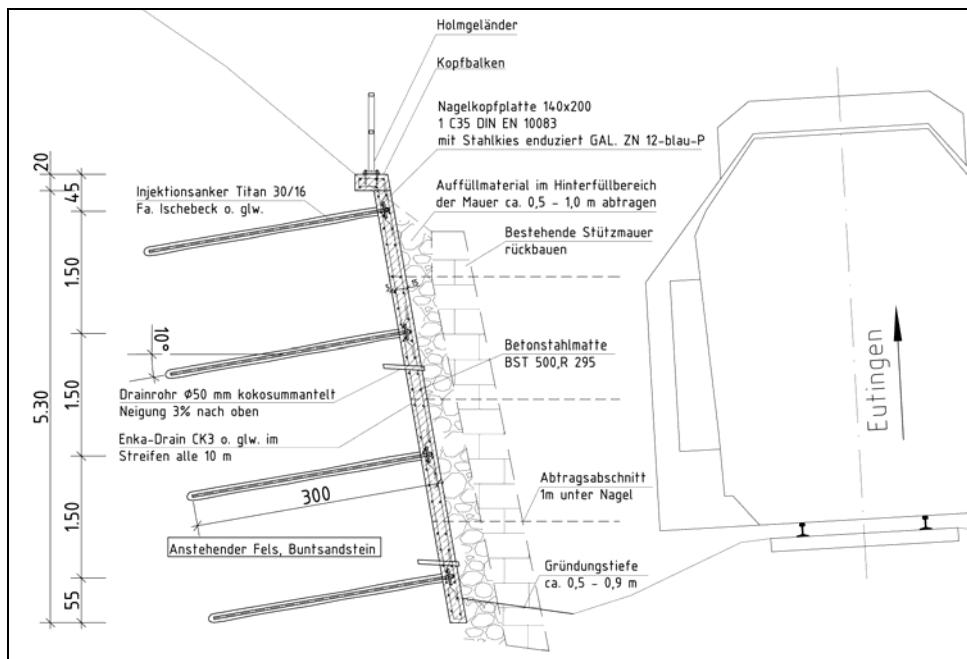 Holmgeländer
Kopfbalken
Nagelkopfplatte 140x200
1 C35 DIN EN 10083
mit Stahlkies enduziert GAL. ZN 12-blau-P
20
45
Injektionsanker Titan 30/16
Fa. Ischebeck o. glw.
Auffüllmaterial im Hinterfüllbereich
der Mauer ca. 0,5 - 1,0 m abtragen
Bestehende Stützmauer
rückbauen
1.50
5
15
10°
Betonstahlmatte
BST 500,R 295
Drainrohr Ø50 mm kokosummantelt
Neigung 3% nach oben
5.30
1.50
Eutingen
Enka-Drain CK3 o. glw. im
Streifen alle 10 m
300
Abtragsabschnitt
1m unter Nagel
1.50
Anstehender Fels, Buntsandstein
Gründungstiefe
ca. 0,5 - 0,9 m
55